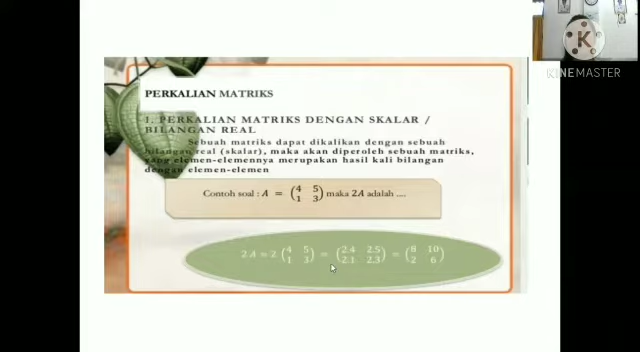 KINEMASTER
PERKALIAN MATRIKS
1. PERKALIAN MATRIKS DENGAN SKALAR /
BILANGAN REAL
Sebuah matriks dapat dikalikan dengan sebuah
bilangan real (skalar), maka akan diperoleh sebuah matriks,
yang elemen-elemennya merupakan hasil kali bilangan
dengan elemen-elemen
Contoh soal : A = (4 5 1 3) maka 2A adalah ....
2A = 2 (4 5 1 3) = (2.4 2.5 2.1 2.3) = (8 10 2 6)